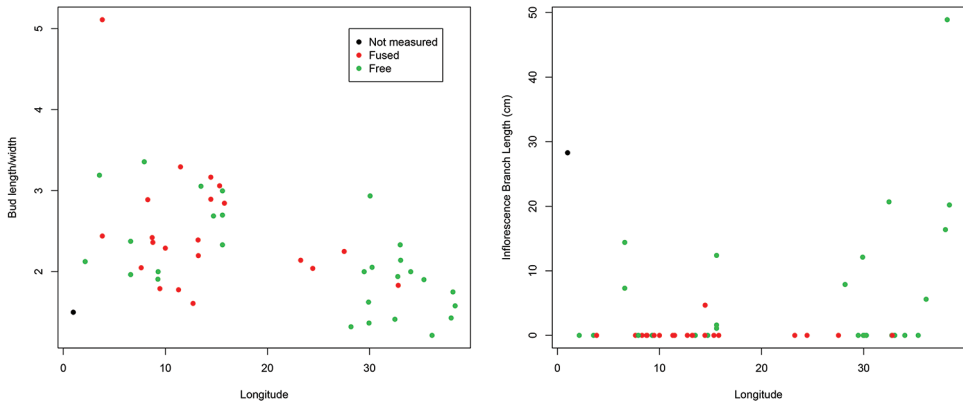 5
4
3
2
Bud length/width
Not measured
Fused
Free
0 10 20 30
Longitude
50
40
30
20
10
0
Inflorescence Branch Length (cm)
0 10 20 30
Longitude